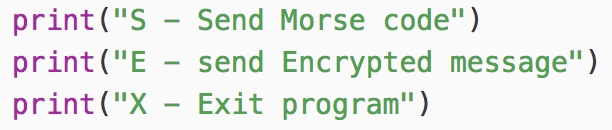 print("S – Send Morse code")
print("E – send Encrypted message")
print("X – Exit program")